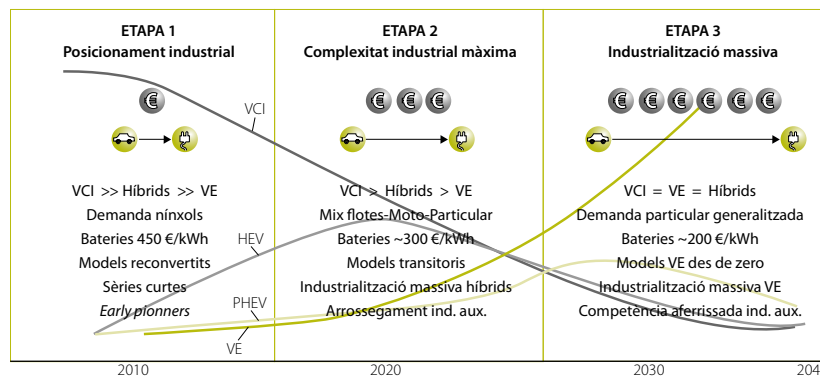 ETAPA 1
Posicionament industrial
VCI >> Híbrids >> VE
Demanda nínxols
Bateries 450 €/kWh
Models reconvertits
Sèries curtes
Early pionners
ETAPA 2
Complexitat industrial màxima
€ € €
VCI > Híbrids > VE
Mix flotes-Moto-Particular
Bateries ~300 €/kWh
Models transitoris
Industrialització massiva híbrids
Arrossegament ind. aux.
ETAPA 3
Industrialització massiva
€ € € € € €
VCI = VE = Híbrids
Demanda particular generalitzada
Bateries ~200 €/kWh
Models VE des de zero
Industrialització massiva VE
Competència aferrissada ind. aux.
€
VCI
HEV
PHEV
VE
2010
2020
2030
204